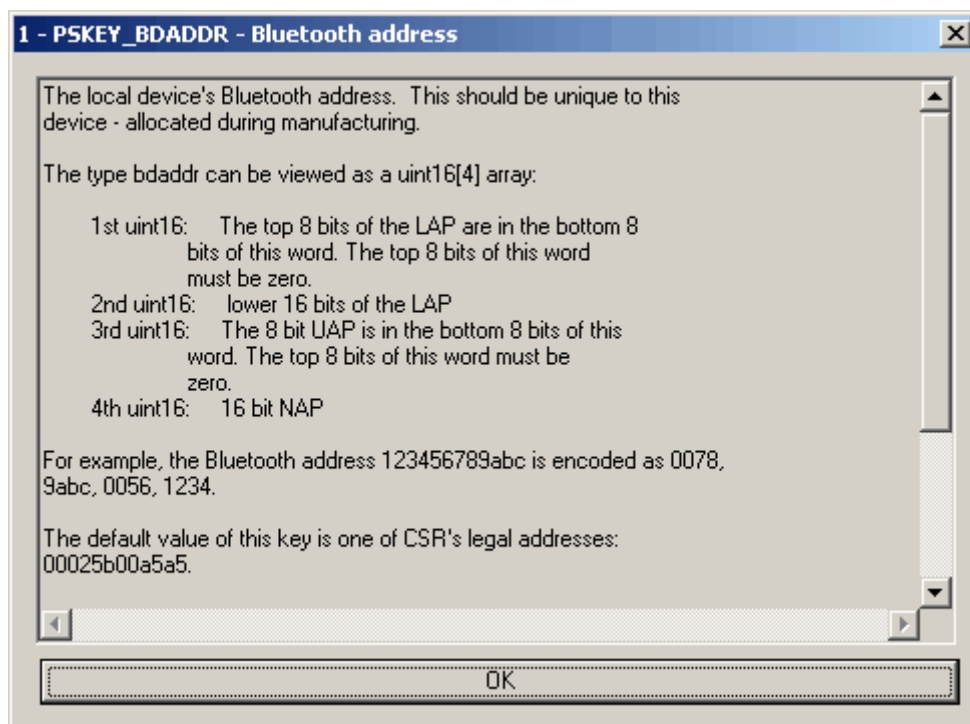 1 - PSKEY_BDADDR - Bluetooth address
The local device's Bluetooth address.  This should be unique to this
device - allocated during manufacturing.
The type bdaddr can be viewed as a uint16[4] array:
1st uint16:    The top 8 bits of the LAP are in the bottom 8
bits of this word. The top 8 bits of this word
must be zero.
2nd uint16:    lower 16 bits of the LAP
3rd uint16:    The 8 bit UAP is in the bottom 8 bits of this
word. The top 8 bits of this word must be
zero.
4th uint16:    16 bit NAP
For example, the Bluetooth address 123456789abc is encoded as 0078,
9abc, 0056, 1234.
The default value of this key is one of CSR's legal addresses:
00025b00a5a5.
OK